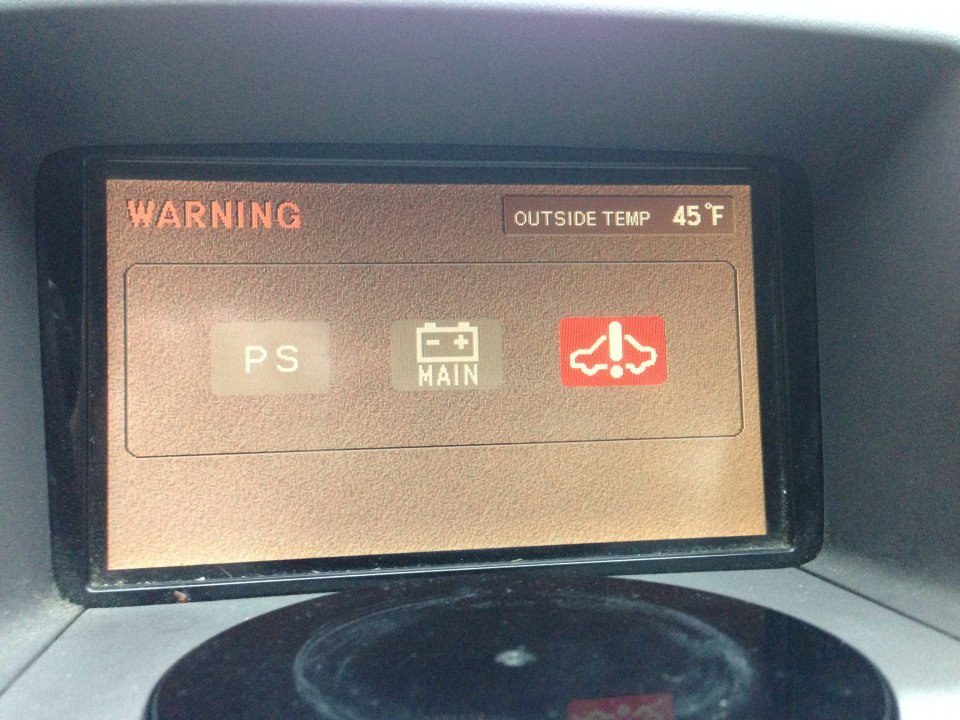 WARNING
OUTSIDE TEMP 45°F
PS
MAIN